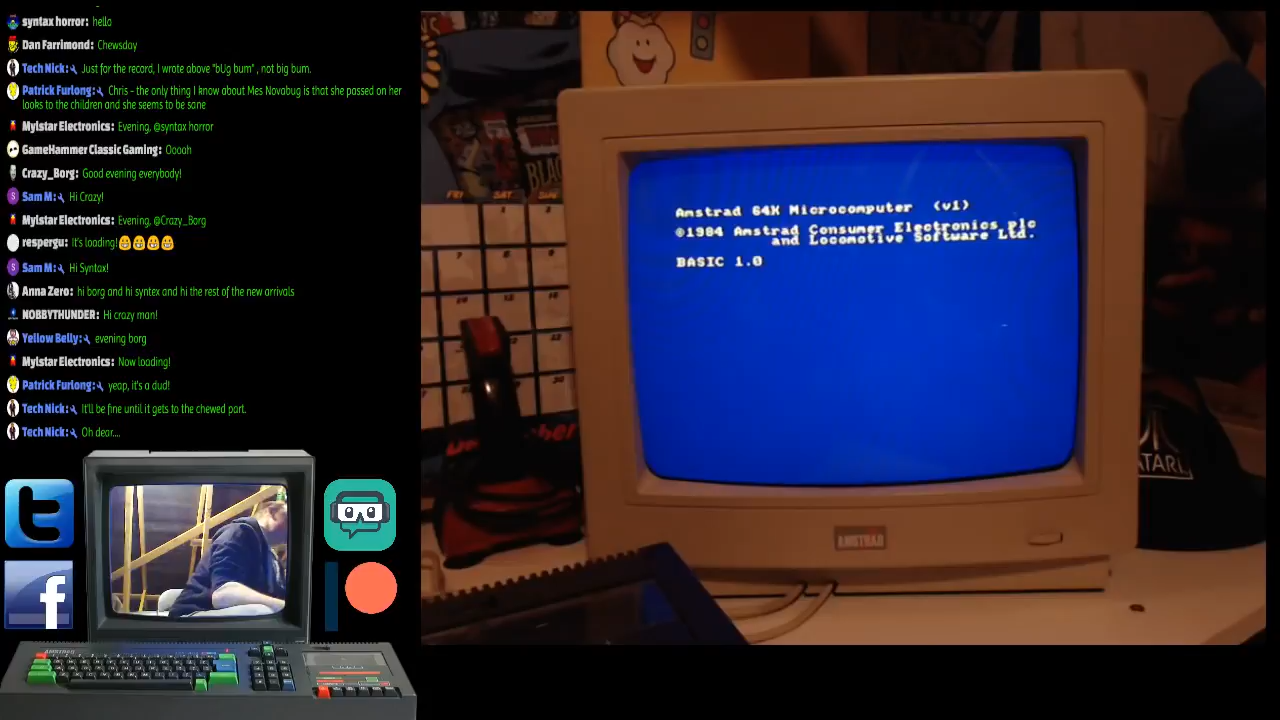 syntax horror: hello
Dan Farrimond: Chewsday
Tech Nick: Just for the record, I wrote above "bUg bum", not big bum.
Patrick Furlong: Chris - the only thing I know about Mes Novabug is that she passed on her
looks to the children and she seems to be sane
Mylstar Electronics: Evening, @syntax horror
GameHammer Classic Gaming: Ooooh
Crazy_Borg: Good evening everybody!
S Sam M: Hi Crazy!
Mylstar Electronics: Evening, @Crazy_Borg
respergu: It's loading!😬😬😬😬
S Sam M: Hi Syntax!
Anna Zero: hi borg and hi syntex and hi the rest of the new arrivals
NOBBYTHUNDER: Hi crazy man!
Yellow Belly: evening borg
Mylstar Electronics: Now loading!
Patrick Furlong: yeap, it's a dud!
Tech Nick: It'll be fine until it gets to the chewed part.
Tech Nick: Oh dear....
Amstrad 64K Microcomputer (v1)
©1984 Amstrad Consumer Electronics plc
and Locomotive Software Ltd.
BASIC 1.0
AMSTRAD
ATARI
FRI SAT SUN
BLACK
AMSTRAD